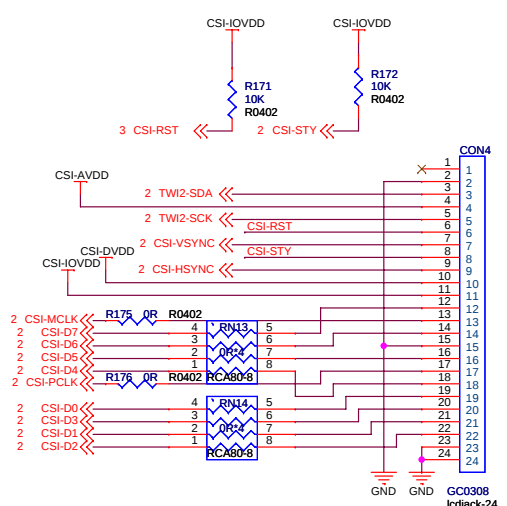 CSI-IOVDD
CSI-IOVDD
R171
10K
R0402
R172
10K
R0402
3 CSI-RST
2 CSI-STY
CON4
CSI-AVDD
2 TWI2-SDA
2 TWI2-SCK
CSI-RST
2 CSI-VSYNC
CSI-DVDD
CSI-STY
CSI-IOVDD
2 CSI-HSYNC
1 1
2 2
3 3
4 4
5 5
6 6
7 7
8 8
9 9
10 10
11 11
12 12
13 13
14 14
15 15
16 16
17 17
18 18
19 19
20 20
21 21
22 22
23 23
24 24
2 CSI-MCLK R175 0R R0402
2 CSI-D7 4 RN13 5
2 CSI-D6 3 6
2 CSI-D5 2 0R*4 7
2 CSI-D4 1 8
2 CSI-PCLK R176 0R R0402 RCA80-8
2 CSI-D0 4 RN14 5
2 CSI-D3 3 6
2 CSI-D1 2 0R*4 7
2 CSI-D2 1 8
RCA80-8
GND
GND
GC0308
lcdjack-24